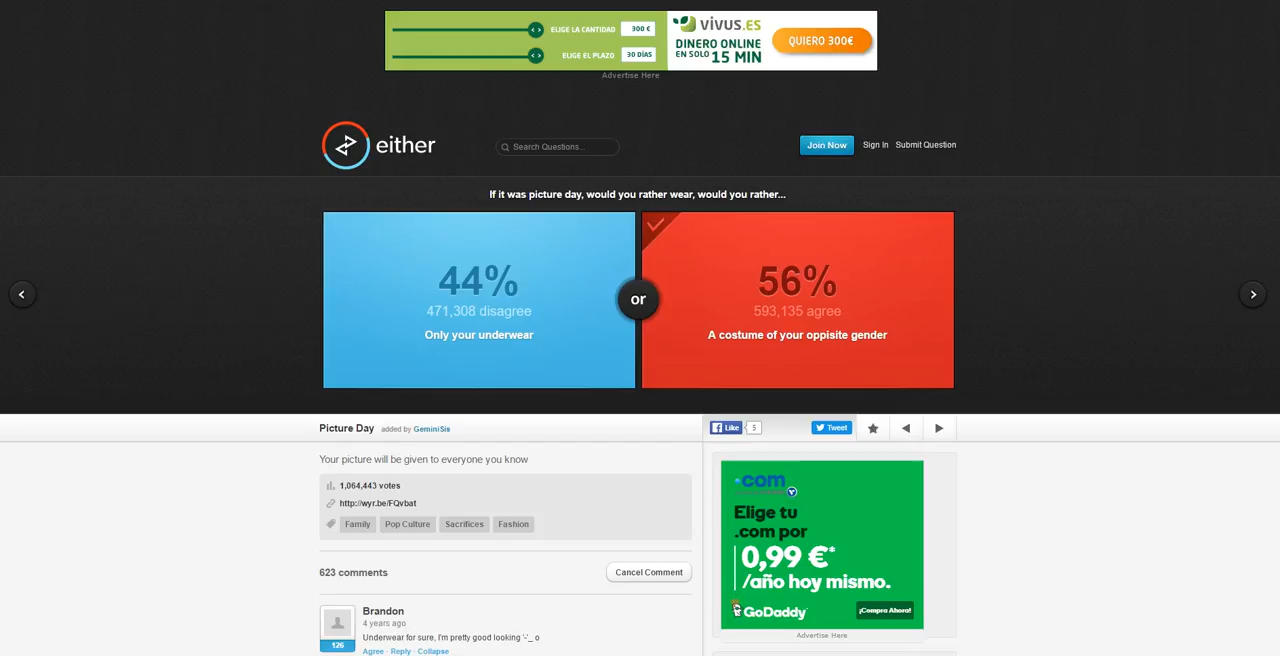 ELIGE LA CANTIDAD 300 €
ELIGE EL PLAZO 30 DÍAS
vivus.es
DINERO ONLINE
EN SOLO 15 MIN
QUIERO 300€
Advertise Here
either
Search Questions...
Join Now Sign In Submit Question
If it was picture day, would you rather wear, would you rather...
44%
471,308 disagree
Only your underwear
or
56%
593,135 agree
A costume of your oppisite gender
Picture Day added by GeminiSis
Like 5
Tweet
Your picture will be given to everyone you know
1,064,443 votes
http://wyr.be/FQvbat
Family Pop Culture Sacrifices Fashion
623 comments
Cancel Comment
Brandon
4 years ago
Underwear for sure, I'm pretty good looking '-'_ o
126
Agree · Reply · Collapse
.com
Elige tu
.com por
0,99 €*
/año hoy mismo.
GoDaddy
¡Compra Ahora!
Advertise Here